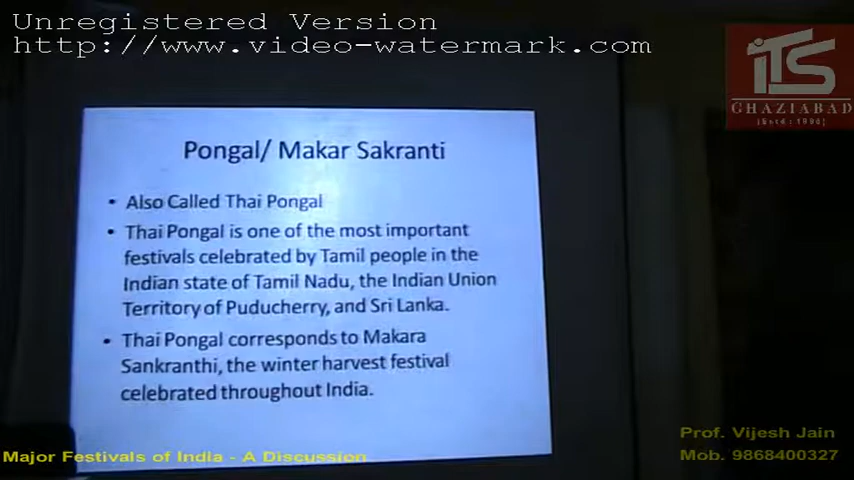 Unregistered Version
http://www.video-watermark.com
iTS
GHAZIABAD
(Estd : 1995)
Pongal/ Makar Sakranti
• Also Called Thai Pongal
• Thai Pongal is one of the most important
festivals celebrated by Tamil people in the
Indian state of Tamil Nadu, the Indian Union
Territory of Puducherry, and Sri Lanka.
• Thai Pongal corresponds to Makara
Sankranthi, the winter harvest festival
celebrated throughout India.
Prof. Vijesh Jain
Major Festivals of India - A Discussion
Mob. 9868400327